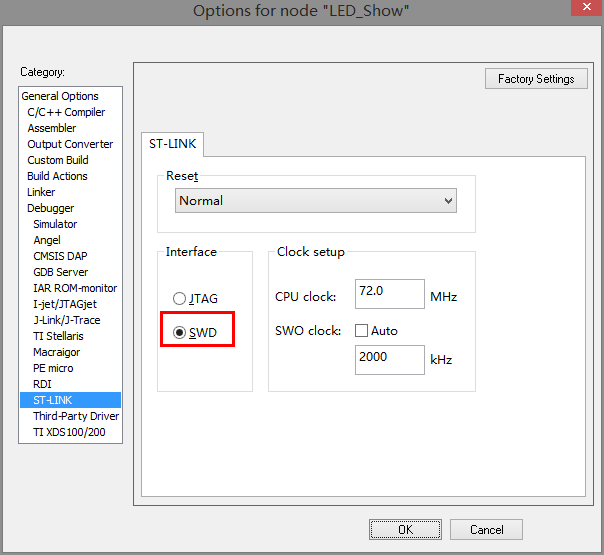 Options for node "LED_Show"
Category:
General Options
C/C++ Compiler
Assembler
Output Converter
Custom Build
Build Actions
Linker
Debugger
Simulator
Angel
CMSIS DAP
GDB Server
IAR ROM-monitor
I-jet/JTAGjet
J-Link/J-Trace
TI Stellaris
Macraigor
PE micro
RDI
ST-LINK
Third-Party Driver
TI XDS100/200
Factory Settings
ST-LINK
Reset
Normal
Interface
JTAG
SWD
Clock setup
CPU clock: 72.0 MHz
SWO clock: Auto
2000 kHz
OK Cancel